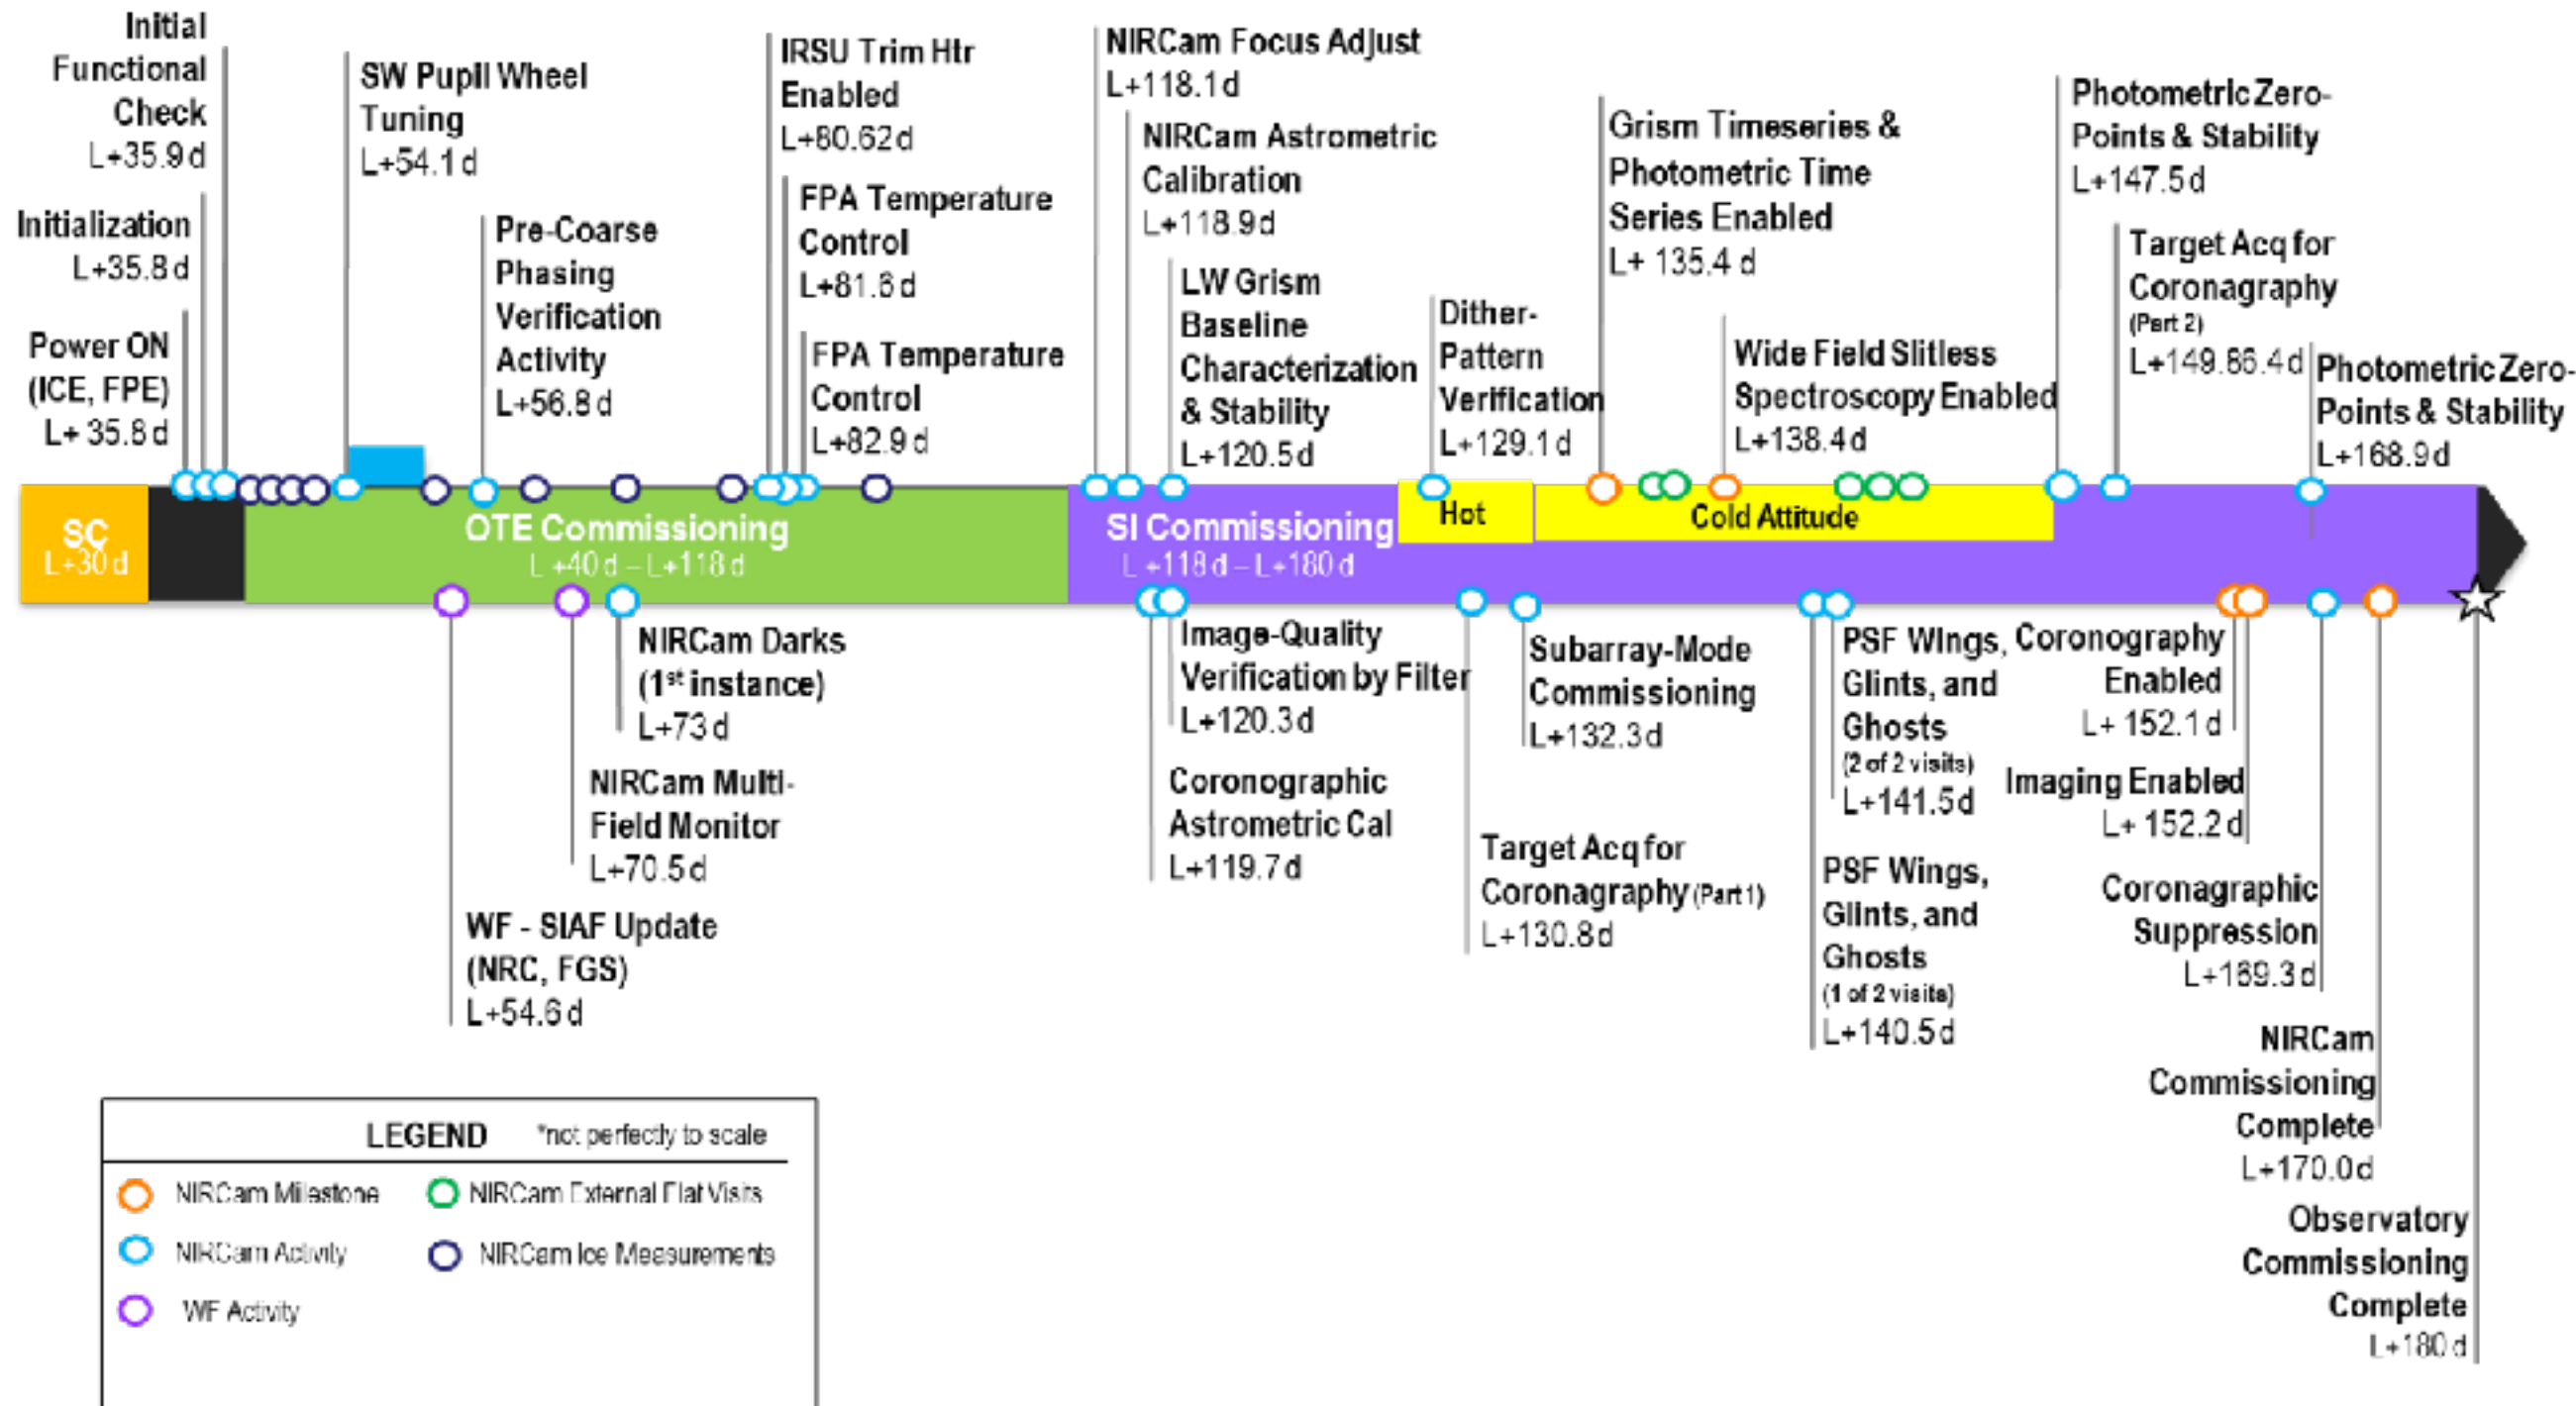 Initial
Functional
Check
L+35.9 d
Initialization
L+35.8 d
Power ON
(ICE, FPE)
L+ 35.8 d
SW Pupil Wheel
Tuning
L+54.1 d
Pre-Coarse
Phasing
Verification
Activity
L+56.8 d
IRSU Trim Htr
Enabled
L+80.62d
FPA Temperature
Control
L+81.6 d
FPA Temperature
Control
L+82.9 d
NIRCam Focus Adjust
L+118.1 d
NIRCam Astrometric
Calibration
L+118.9 d
LW Grism
Baseline
Characterization
& Stability
L+120.5 d
Dither-
Pattern
Verification
L+129.1 d
Grism Timeseries &
Photometric Time
Series Enabled
L+ 135.4 d
Wide Field Slitless
Spectroscopy Enabled
L+138.4 d
Photometric Zero-
Points & Stability
L+147.5 d
Target Acq for
Coronagraphy
(Part 2)
L+149.86.4 d
Photometric Zero-
Points & Stability
L+168.9 d
SC
L+30 d
OTE Commissioning
L +40 d – L+118 d
SI Commissioning
L +118 d – L+180 d
Hot
Cold Attitude
NIRCam Darks
(1st instance)
L+73 d
NIRCam Multi-
Field Monitor
L+70.5 d
WF - SIAF Update
(NRC, FGS)
L+54.6 d
Image-Quality
Verification by Filter
L+120.3d
Coronographic
Astrometric Cal
L+119.7d
Subarray-Mode
Commissioning
L+132.3d
Target Acq for
Coronagraphy (Part 1)
L+130.8d
PSF Wings,
Glints, and
Ghosts
(2 of 2 visits)
L+141.5d
PSF Wings,
Glints, and
Ghosts
(1 of 2 visits)
L+140.5d
Coronography
Enabled
L+ 152.1 d
Imaging Enabled
L+ 152.2 d
Coronagraphic
Suppression
L+169.3d
NIRCam
Commissioning
Complete
L+170.0d
Observatory
Commissioning
Complete
L+180 d
LEGEND *not perfectly to scale
NIRCam Milestone
NIRCam External Flat Visits
NIRCam Activity
NIRCam Ice Measurements
WF Activity